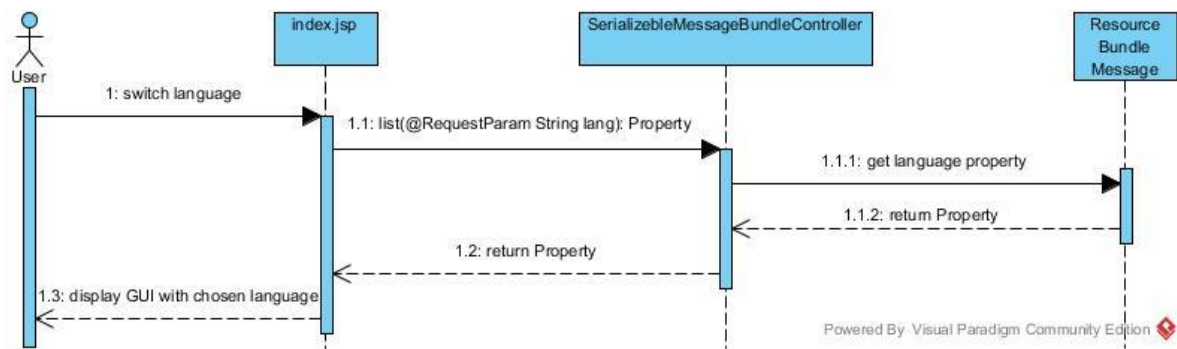 index.jsp
SerializebleMessageBundleController
Resource
Bundle
Message
User
1: switch language
1.1: list(@RequestParam String lang): Property
1.1.1: get language property
1.1.2: return Property
1.2: return Property
1.3: display GUI with chosen language
Powered By Visual Paradigm Community Edition